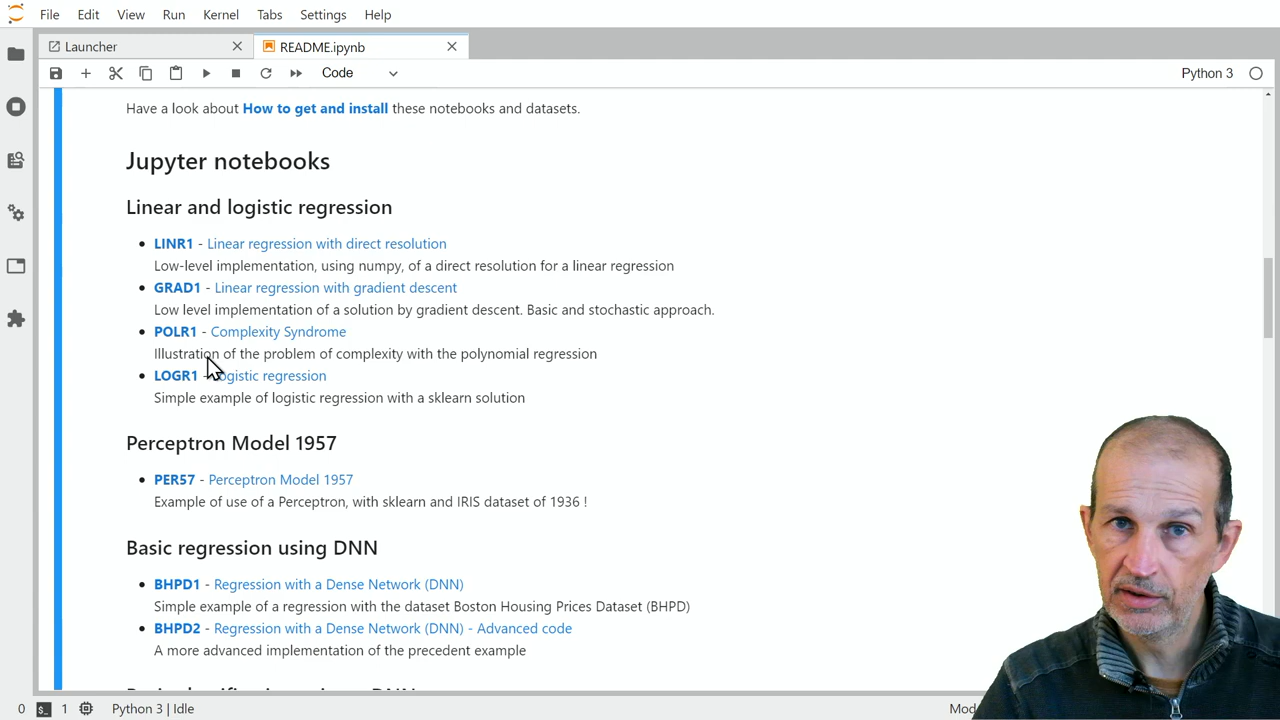 File Edit View Run Kernel Tabs Settings Help
Launcher README.ipynb
Code Python 3
Have a look about How to get and install these notebooks and datasets.
Jupyter notebooks
Linear and logistic regression
LINR1 - Linear regression with direct resolution
Low-level implementation, using numpy, of a direct resolution for a linear regression
GRAD1 - Linear regression with gradient descent
Low level implementation of a solution by gradient descent. Basic and stochastic approach.
POLR1 - Complexity Syndrome
Illustration of the problem of complexity with the polynomial regression
LOGR1 - Logistic regression
Simple example of logistic regression with a sklearn solution
Perceptron Model 1957
PER57 - Perceptron Model 1957
Example of use of a Perceptron, with sklearn and IRIS dataset of 1936 !
Basic regression using DNN
BHPD1 - Regression with a Dense Network (DNN)
Simple example of a regression with the dataset Boston Housing Prices Dataset (BHPD)
BHPD2 - Regression with a Dense Network (DNN) - Advanced code
A more advanced implementation of the precedent example
0 1 Python 3 | Idle